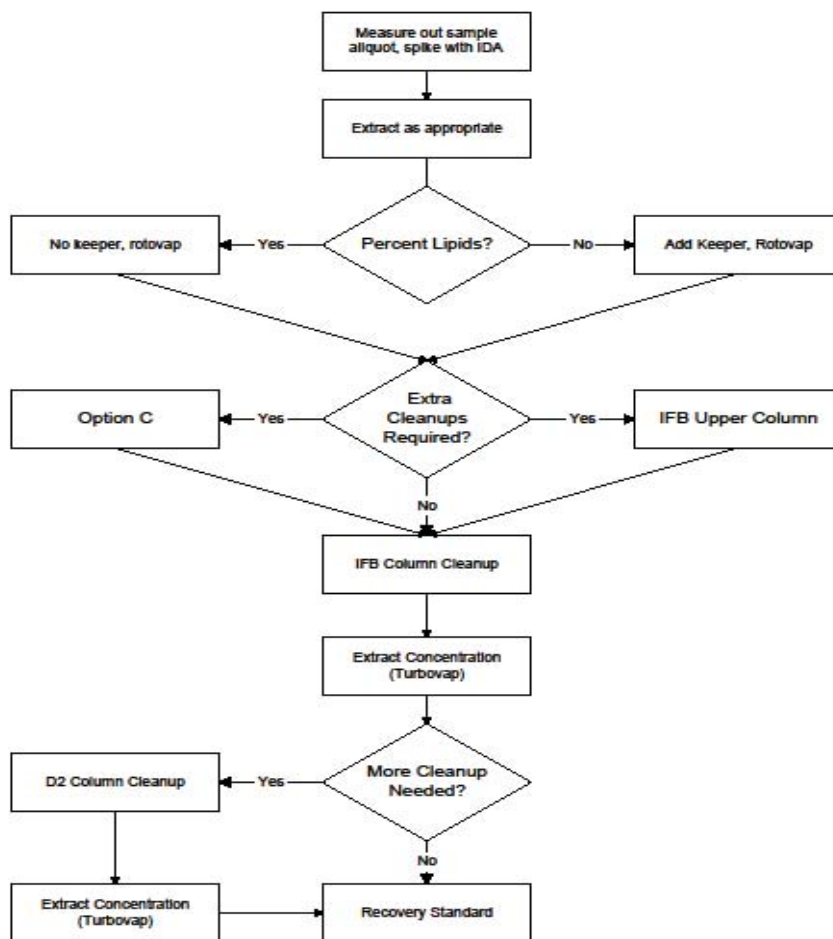 Measure out sample
aliquot, spike with IDA
Extract as appropriate
No keeper, rotovap
Yes
Percent Lipids?
No
Add Keeper, Rotovap
Option C
Yes
Extra
Cleanups
Required?
Yes
IFB Upper Column
No
IFB Column Cleanup
Extract Concentration
(Turbovap)
D2 Column Cleanup
Yes
More Cleanup
Needed?
No
Extract Concentration
(Turbovap)
Recovery Standard